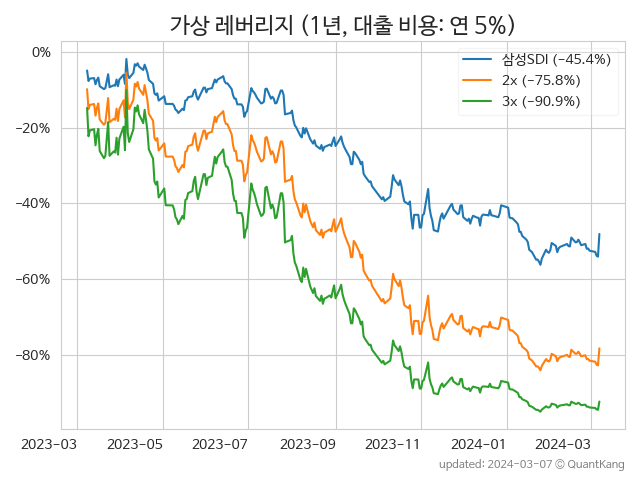 가상 레버리지 (1년, 대출 비용: 연 5%)
삼성SDI (−45.4%)
2x (−75.8%)
3x (−90.9%)
0%
−20%
−40%
−60%
−80%
2023-03 2023-05 2023-07 2023-09 2023-11 2024-01 2024-03
updated: 2024-03-07 © QuantKang